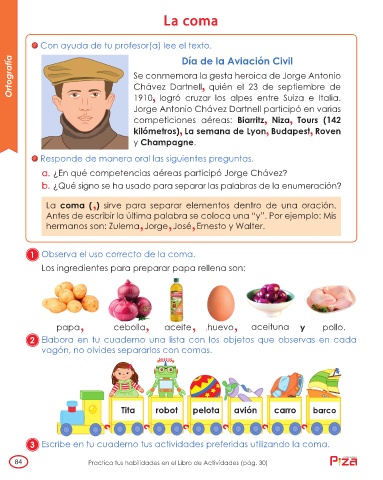 La coma
Ortografía
Con ayuda de tu profesor(a) lee el texto.
Día de la Aviación Civil
Se conmemora la gesta heroica de Jorge Antonio
Chávez Dartnell, quién el 23 de septiembre de
1910, logró cruzar los alpes entre Suiza e Italia.
Jorge Antonio Chávez Dartnell participó en varias
competiciones aéreas: Biarritz, Niza, Tours (142
kilómetros), La semana de Lyon, Budapest, Roven
y Champagne.
Responde de manera oral las siguientes preguntas.
a. ¿En qué competencias aéreas participó Jorge Chávez?
b. ¿Qué signo se ha usado para separar las palabras de la enumeración?
La coma (,) sirve para separar elementos dentro de una oración.
Antes de escribir la última palabra se coloca una “y”. Por ejemplo: Mis
hermanos son: Zulema, Jorge, José, Ernesto y Walter.
1 Observa el uso correcto de la coma.
Los ingredientes para preparar papa rellena son:
papa, cebolla, aceite, huevo, aceituna y pollo.
2 Elabora en tu cuaderno una lista con los objetos que observas en cada
vagón, no olvides separarlos con comas.
Tita robot pelota avión carro barco
3 Escribe en tu cuaderno tus actividades preferidas utilizando la coma.
84 Practica tus habilidades en el Libro de Actividades (pág. 30)